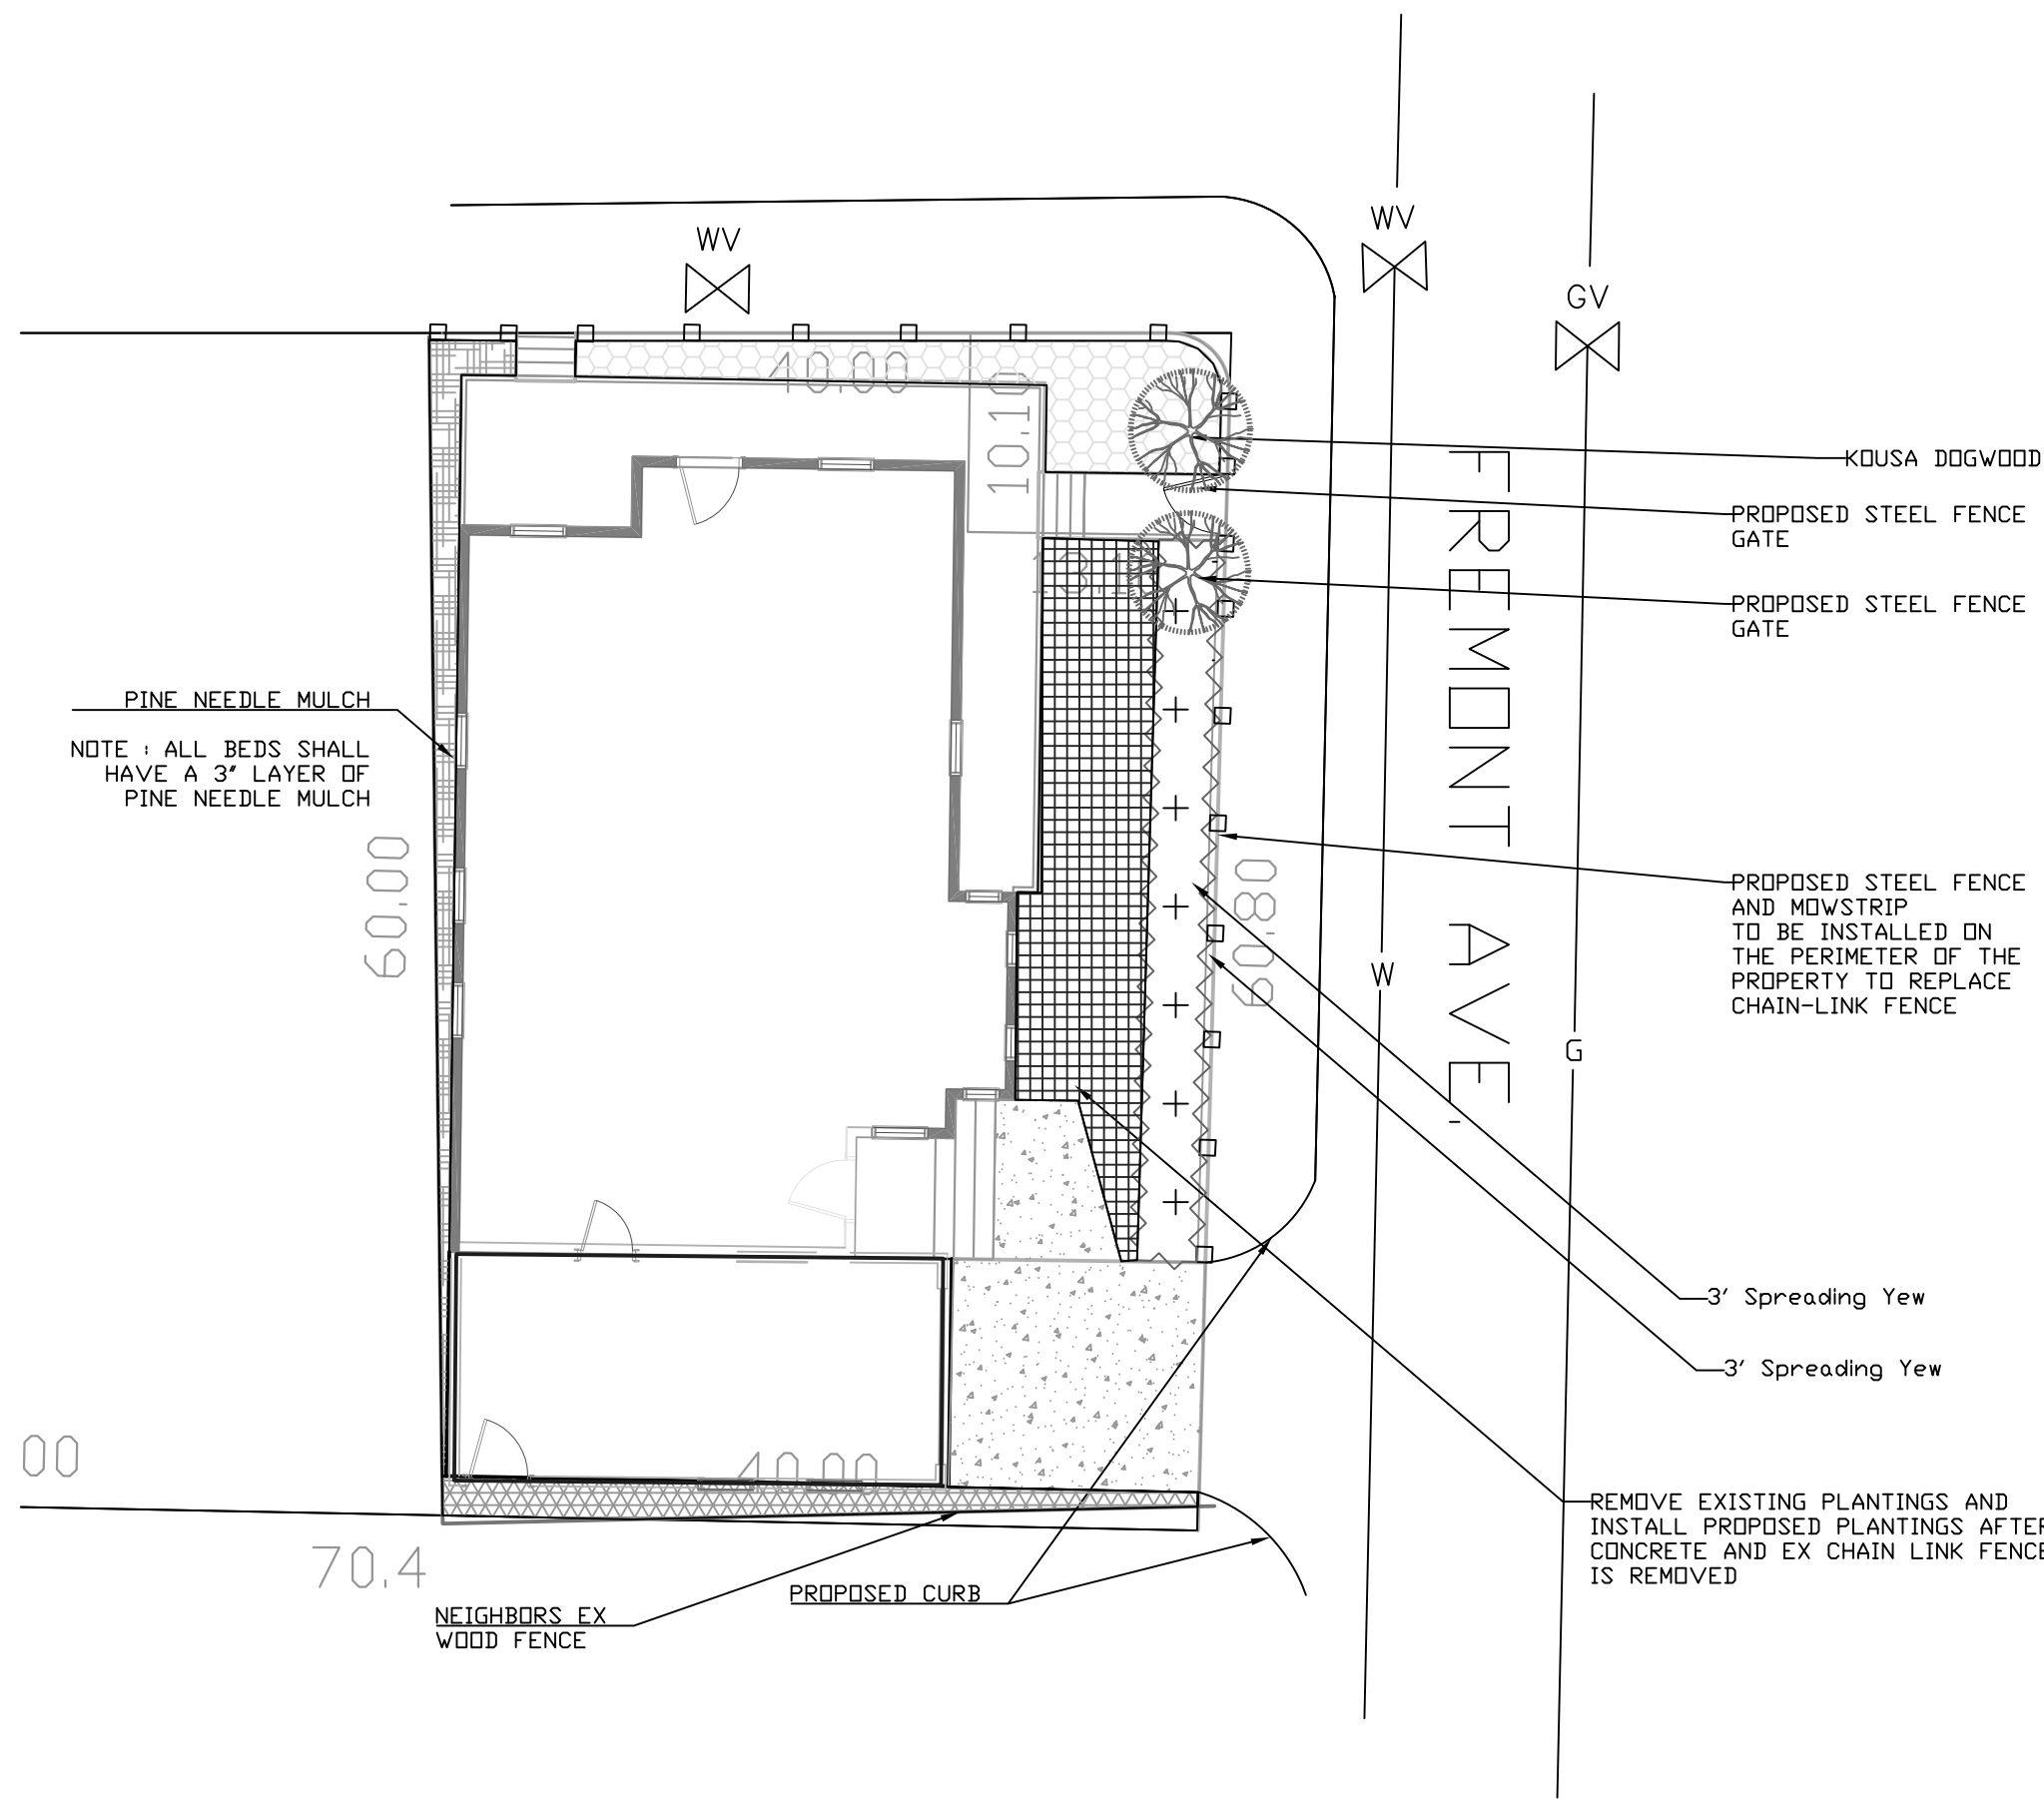 WV
WV
GV
40.08
10.10
KOUSA DOGWOOD
PROPOSED STEEL FENCE
GATE
PROPOSED STEEL FENCE
GATE
FREMONT AVE.
PINE NEEDLE MULCH
NOTE : ALL BEDS SHALL
HAVE A 3" LAYER OF
PINE NEEDLE MULCH
60.00
60.80
PROPOSED STEEL FENCE
AND MOWSTRIP
TO BE INSTALLED ON
THE PERIMETER OF THE
PROPERTY TO REPLACE
CHAIN-LINK FENCE
W
G
3' Spreading Yew
3' Spreading Yew
00
40.00
REMOVE EXISTING PLANTINGS AND
INSTALL PROPOSED PLANTINGS AFTER
CONCRETE AND EX CHAIN LINK FENCE
IS REMOVED
70.4
PROPOSED CURB
NEIGHBORS EX
WOOD FENCE